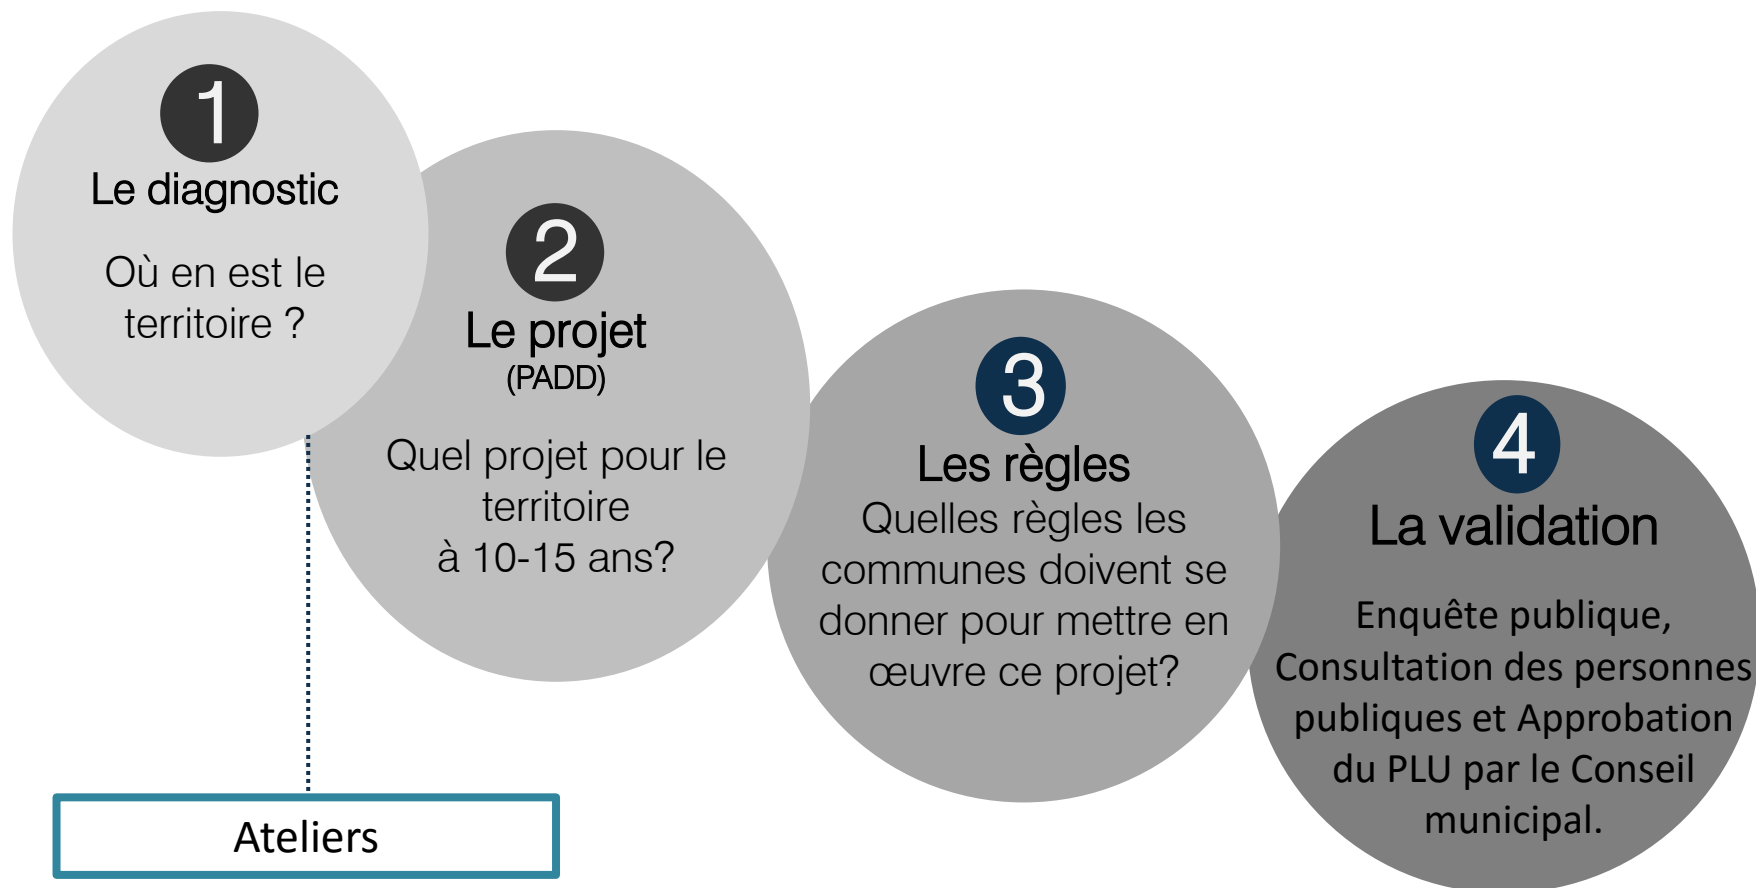 1
Le diagnostic
Où en est le
territoire ?
2
Le projet
(PADD)
Quel projet pour le
territoire
à 10-15 ans?
3
Les règles
Quelles règles les
communes doivent se
donner pour mettre en
œuvre ce projet?
4
La validation
Enquête publique,
Consultation des personnes
publiques et Approbation
du PLU par le Conseil
municipal.
Ateliers